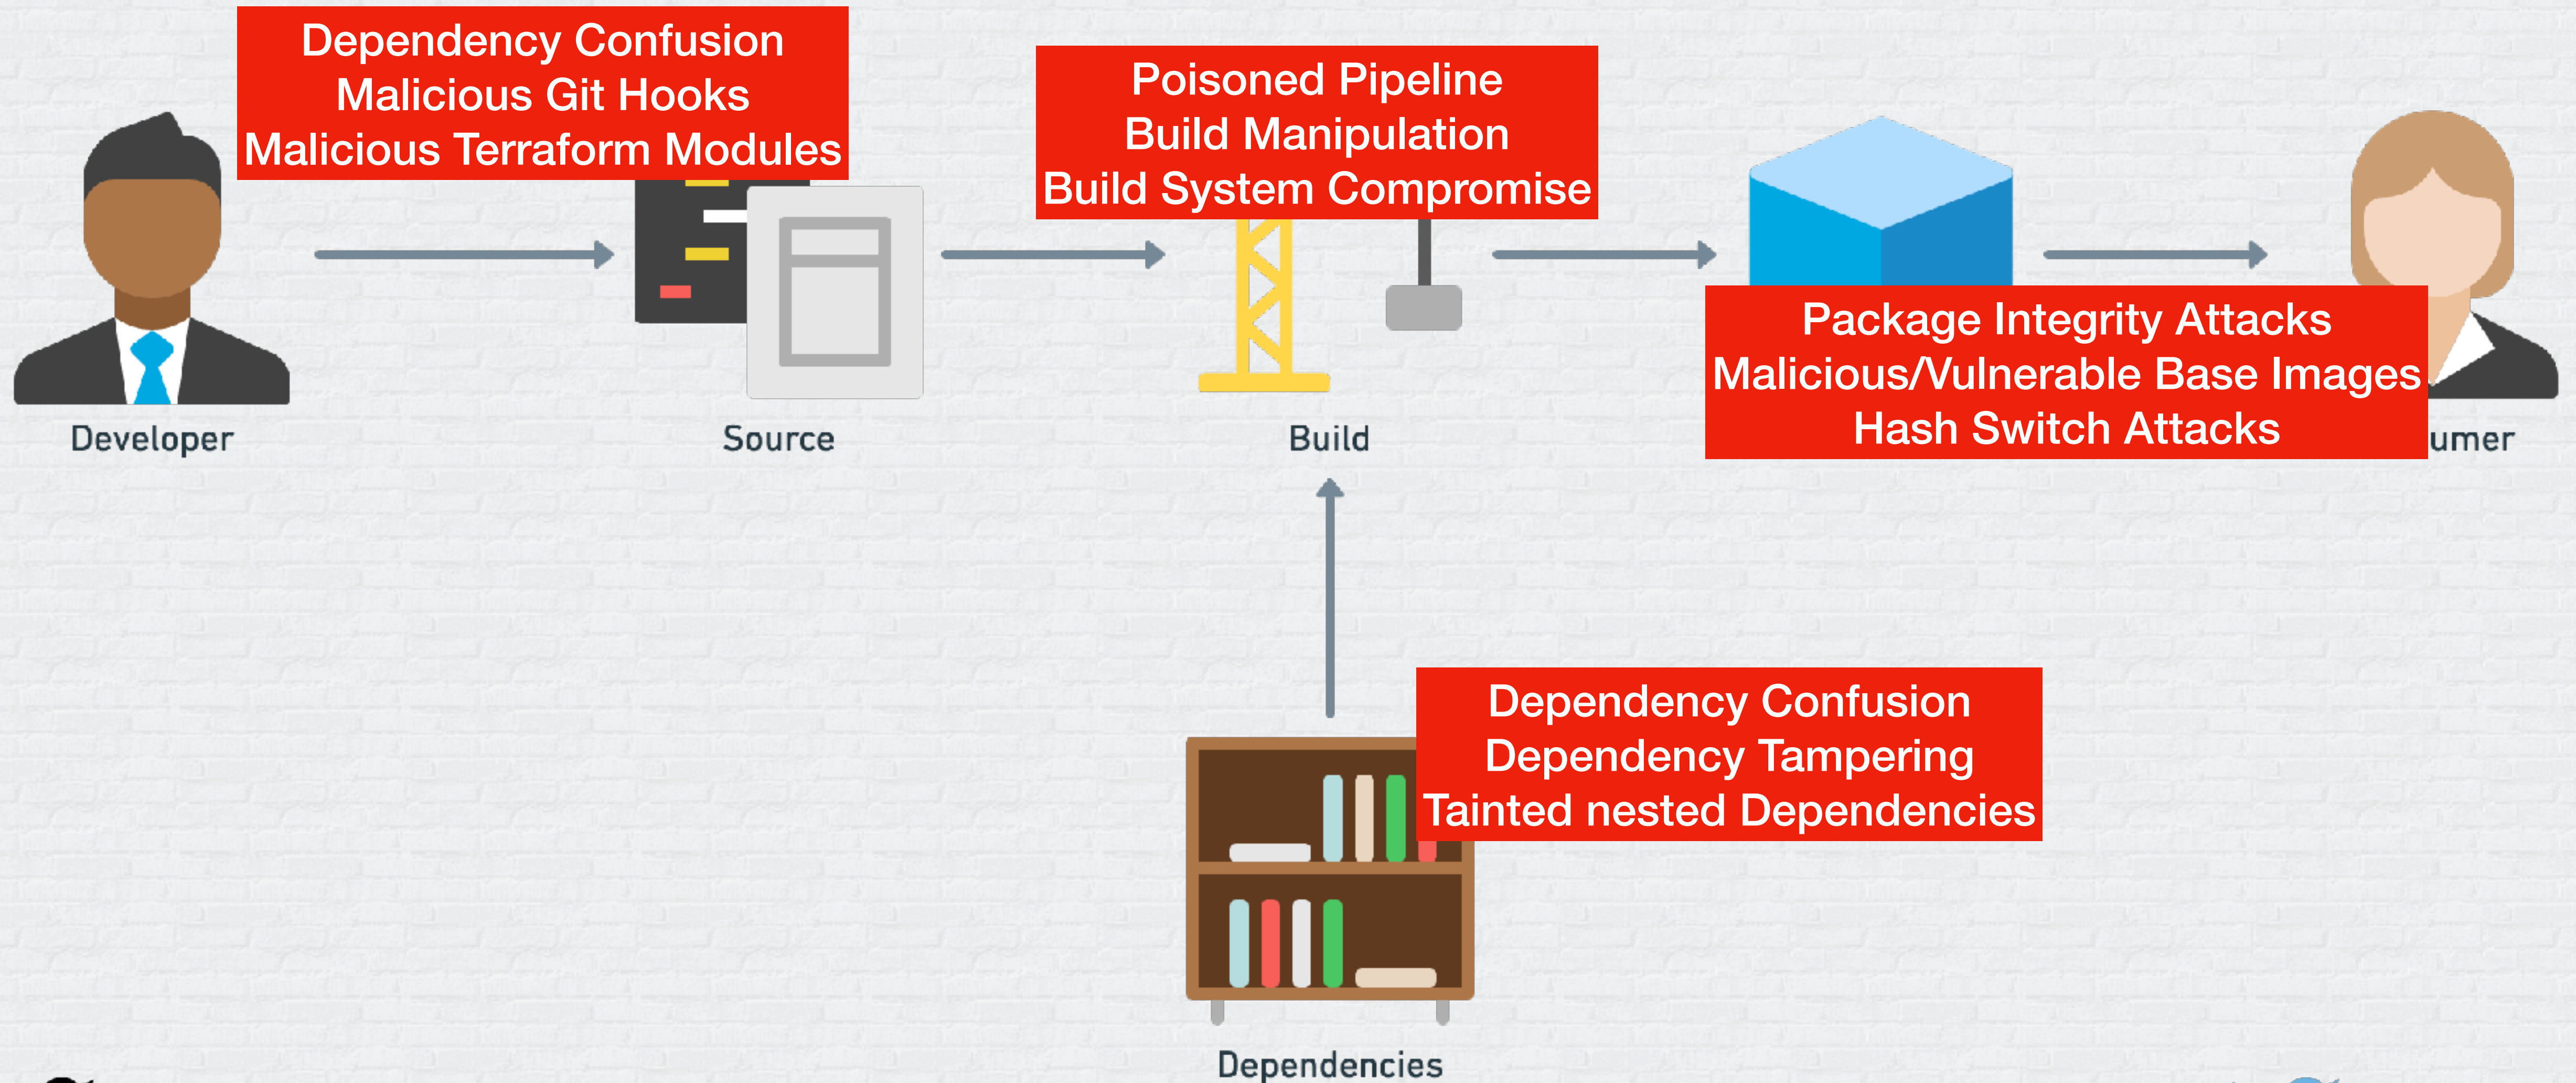 Dependency Confusion
Malicious Git Hooks
Malicious Terraform Modules
Poisoned Pipeline
Build Manipulation
Build System Compromise
Package Integrity Attacks
Malicious/Vulnerable Base Images
Hash Switch Attacks
Developer
Source
Build
umer
Dependency Confusion
Dependency Tampering
Tainted nested Dependencies
Dependencies